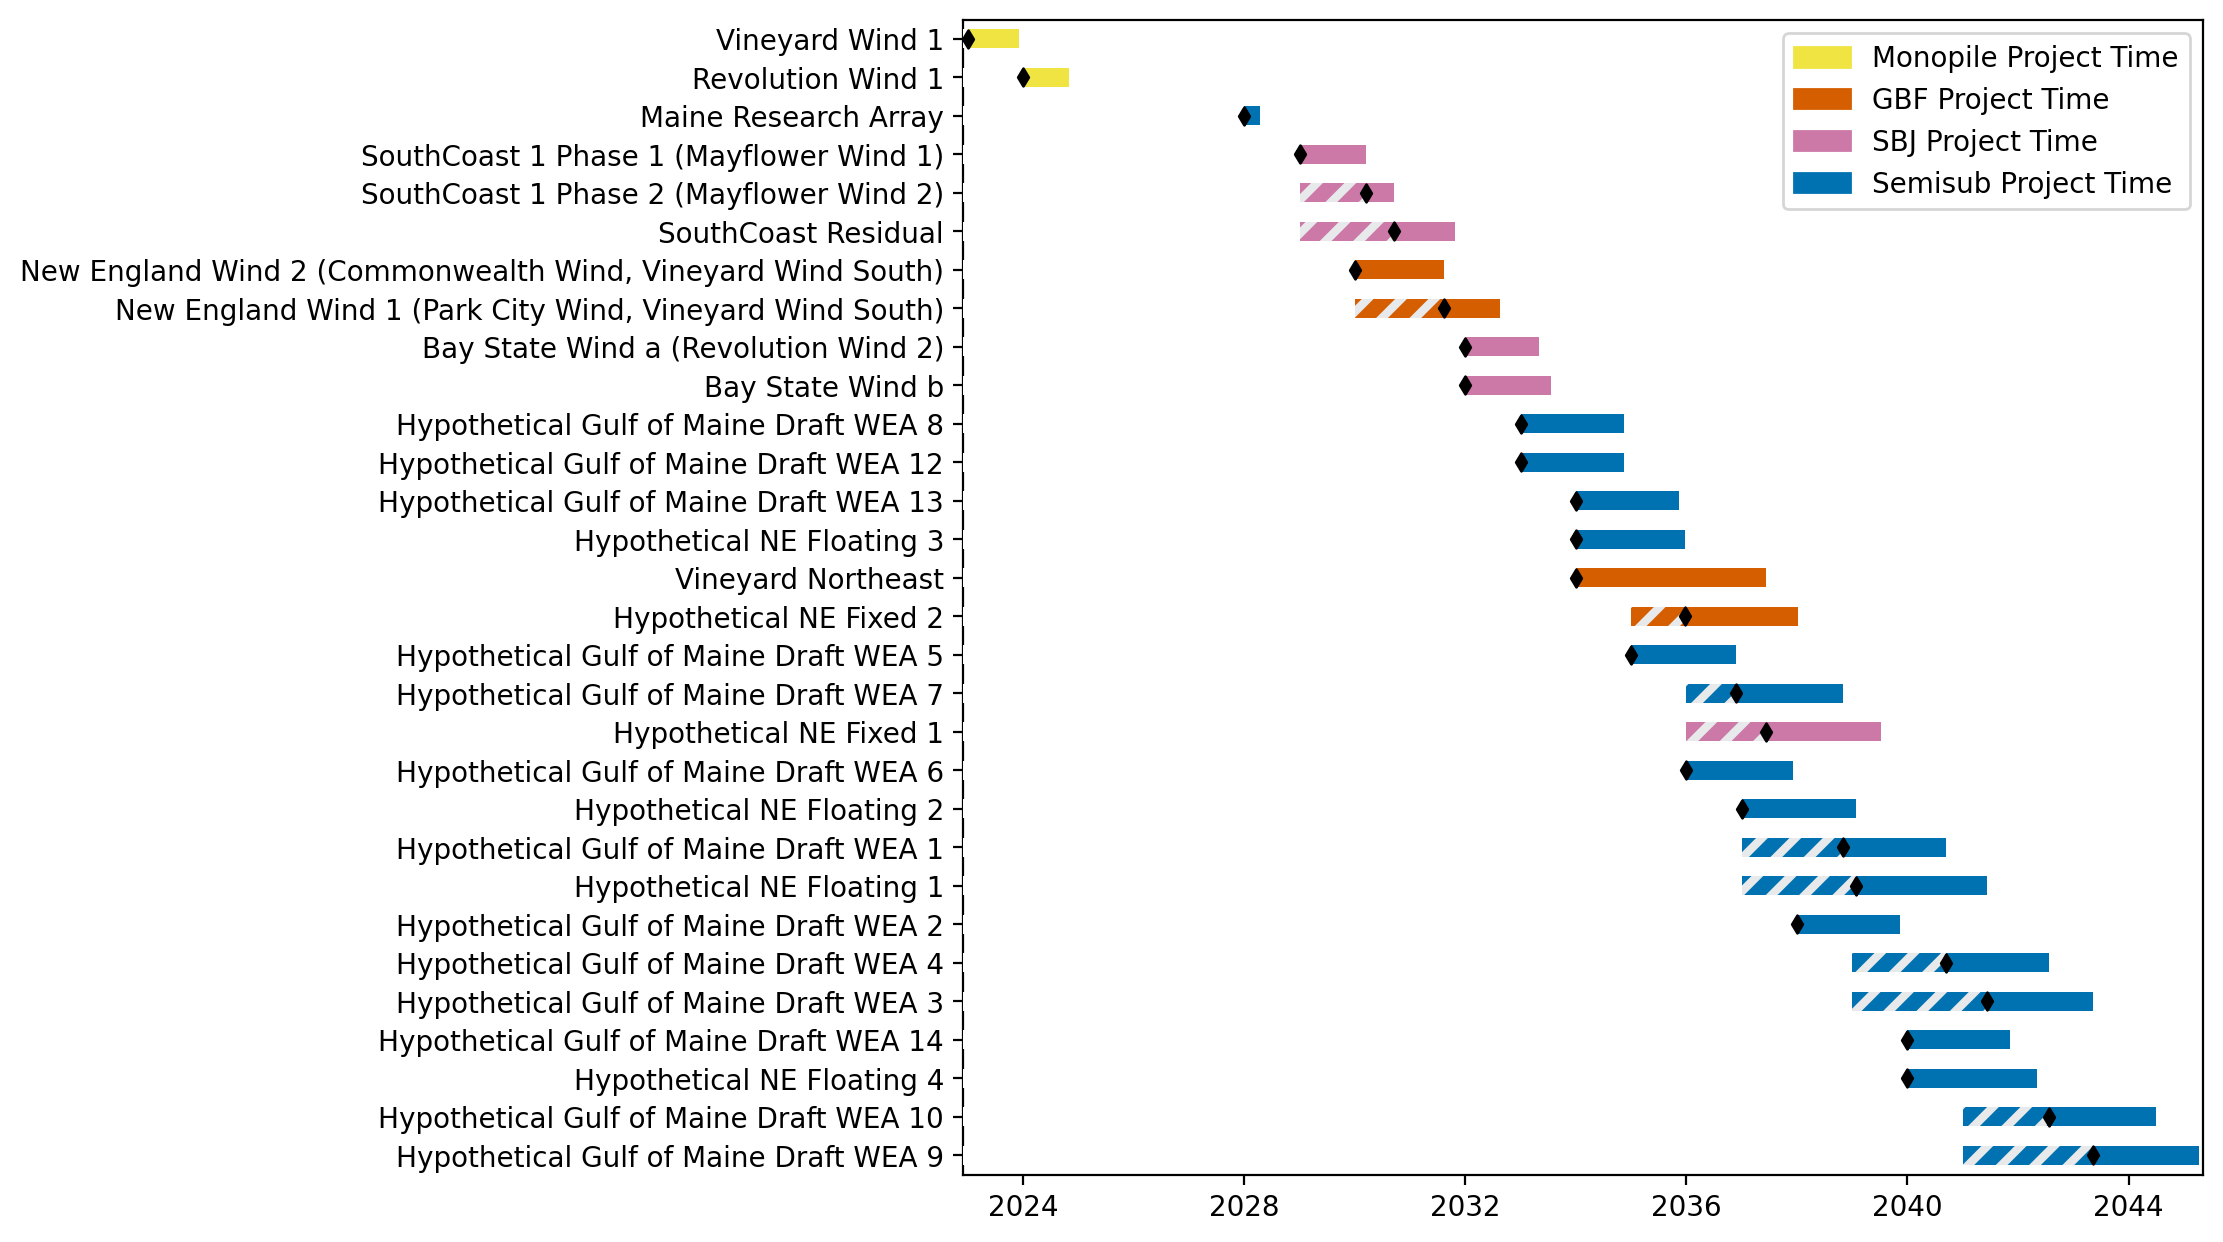 Vineyard Wind 1
Revolution Wind 1
Maine Research Array
SouthCoast 1 Phase 1 (Mayflower Wind 1)
SouthCoast 1 Phase 2 (Mayflower Wind 2)
SouthCoast Residual
New England Wind 2 (Commonwealth Wind, Vineyard Wind South)
New England Wind 1 (Park City Wind, Vineyard Wind South)
Bay State Wind a (Revolution Wind 2)
Bay State Wind b
Hypothetical Gulf of Maine Draft WEA 8
Hypothetical Gulf of Maine Draft WEA 12
Hypothetical Gulf of Maine Draft WEA 13
Hypothetical NE Floating 3
Vineyard Northeast
Hypothetical NE Fixed 2
Hypothetical Gulf of Maine Draft WEA 5
Hypothetical Gulf of Maine Draft WEA 7
Hypothetical NE Fixed 1
Hypothetical Gulf of Maine Draft WEA 6
Hypothetical NE Floating 2
Hypothetical Gulf of Maine Draft WEA 1
Hypothetical NE Floating 1
Hypothetical Gulf of Maine Draft WEA 2
Hypothetical Gulf of Maine Draft WEA 4
Hypothetical Gulf of Maine Draft WEA 3
Hypothetical Gulf of Maine Draft WEA 14
Hypothetical NE Floating 4
Hypothetical Gulf of Maine Draft WEA 10
Hypothetical Gulf of Maine Draft WEA 9
Monopile Project Time
GBF Project Time
SBJ Project Time
Semisub Project Time
2024 2028 2032 2036 2040 2044